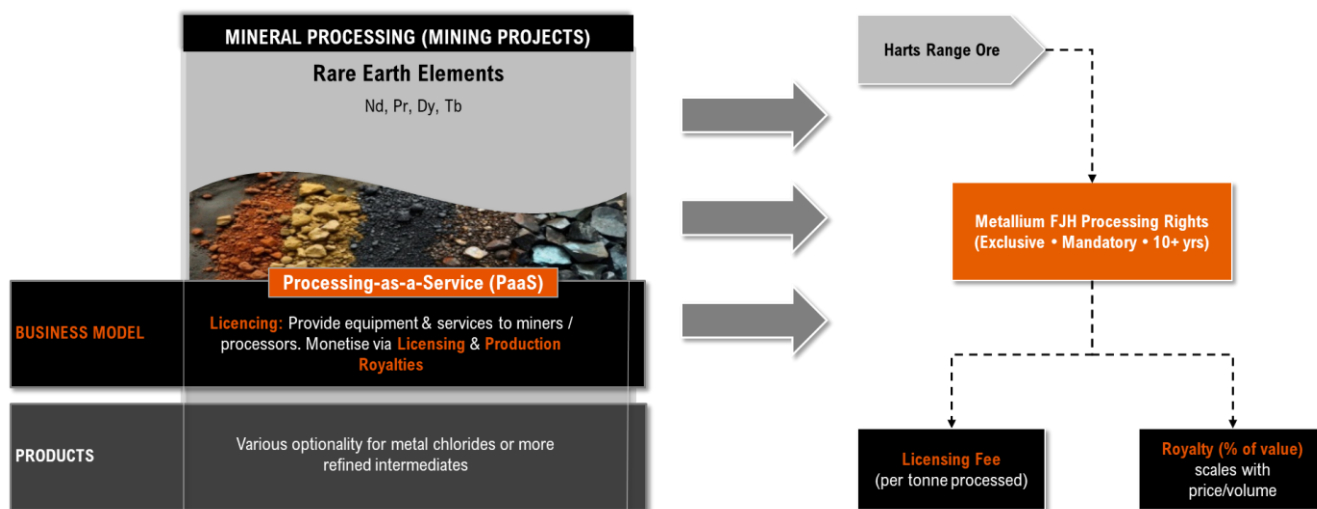 MINERAL PROCESSING (MINING PROJECTS)
Rare Earth Elements
Nd, Pr, Dy, Tb
Processing-as-a-Service (PaaS)
BUSINESS MODEL
Licencing: Provide equipment & services to miners /
processors. Monetise via Licensing & Production
Royalties
PRODUCTS
Various optionality for metal chlorides or more
refined intermediates
Harts Range Ore
Metallium FJH Processing Rights
(Exclusive • Mandatory • 10+ yrs)
Licensing Fee
(per tonne processed)
Royalty (% of value)
scales with
price/volume